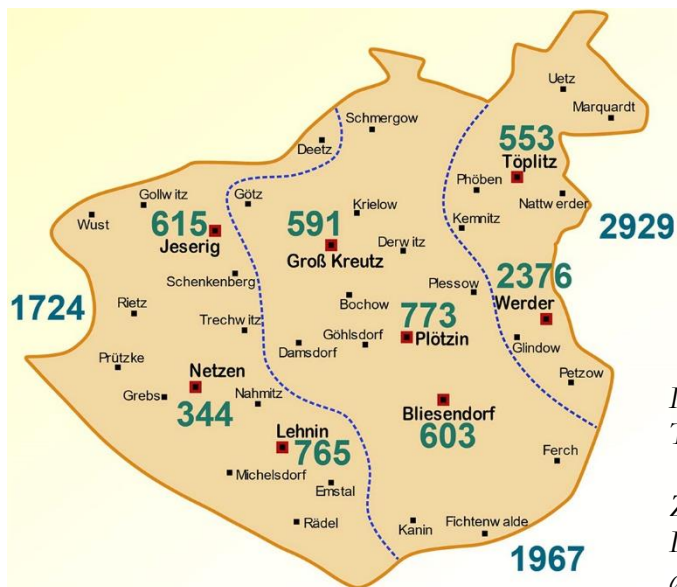 Uetz
Schmergow
Marquardt
553
Deetz
Töplitz
Phöben
Gollwitz
Götz
Nattwerder
Wust
615
591
Krielow
Kemnitz
2929
Jeserig
Groß Kreutz
Derwitz
Schenkenberg
2376
Plessow
1724
Rietz
Bochow
Werder
Trechwitz
773
Damsdorf
Göhlsdorf
Plötzin
Glindow
Prützke
Netzen
Petzow
Grebs
344
Nahmitz
Bliesendorf
Lehnin
603
765
Ferch
Michelsdorf
Emstal
Rädel
Kanin
Fichtenwalde
1967